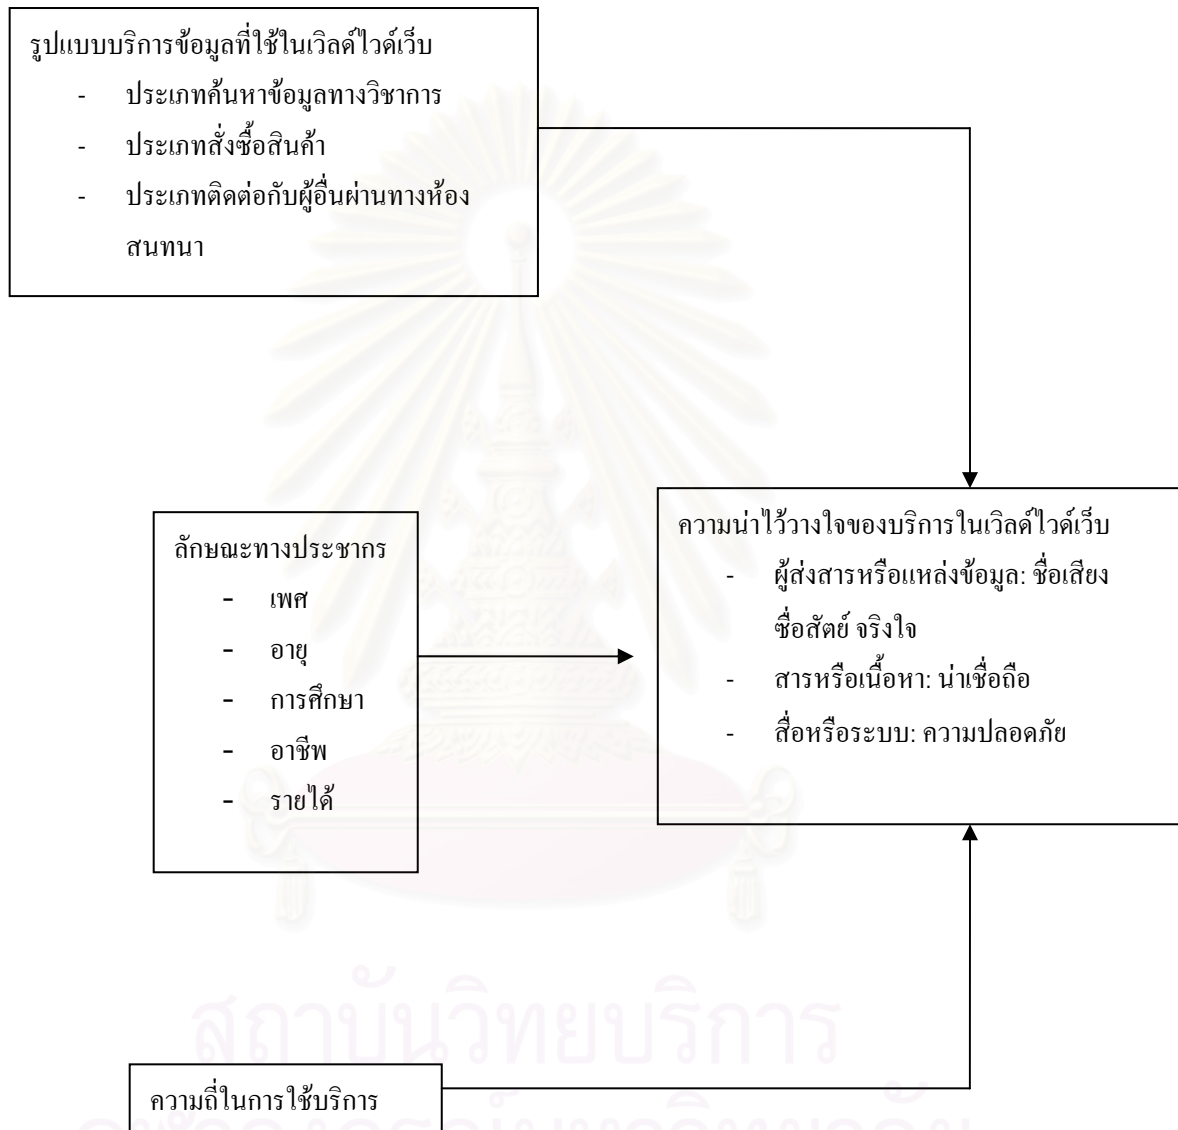 รูปแบบบริการข้อมูลที่ใช้ในเวิลด์ไวด์เว็บ
- ประเภทค้นหาข้อมูลทางวิชาการ
- ประเภทสั่งซื้อสินค้า
- ประเภทติดต่อกับผู้อื่นผ่านทางห้อง
สนทนา
ลักษณะทางประชากร
- เพศ
- อายุ
- การศึกษา
- อาชีพ
- รายได้
ความน่าไว้วางใจของบริการในเวิลด์ไวด์เว็บ
- ผู้ส่งสารหรือแหล่งข้อมูล: ชื่อเสียง
ซื่อสัตย์ จริงใจ
- สารหรือเนื้อหา: น่าเชื่อถือ
- สื่อหรือระบบ: ความปลอดภัย
สถาบันวิทยบริการ
ความถี่ในการใช้บริการ